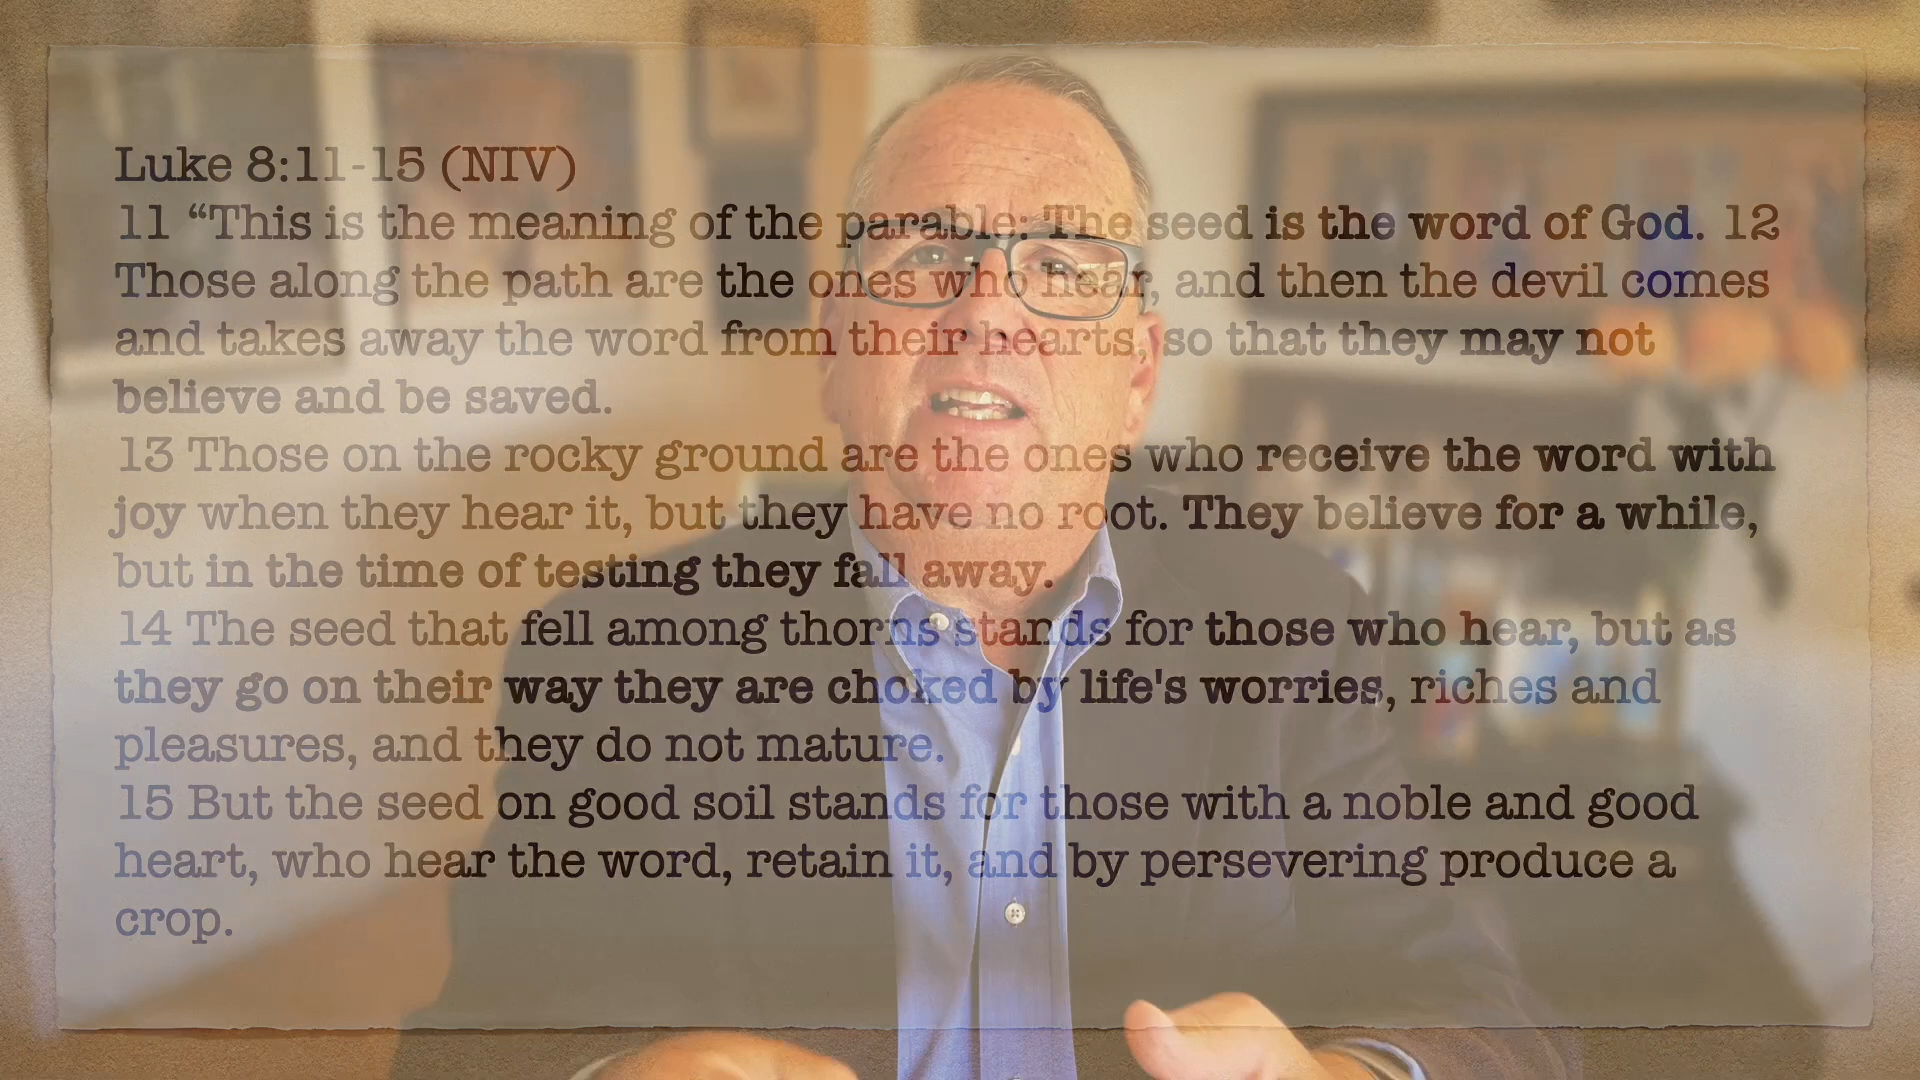 Luke 8:11-15 (NIV)
11 “This is the meaning of the parable: The seed is the word of God. 12
Those along the path are the ones who hear, and then the devil comes
and takes away the word from their hearts, so that they may not
believe and be saved.
13 Those on the rocky ground are the ones who receive the word with
joy when they hear it, but they have no root. They believe for a while,
but in the time of testing they fall away.
14 The seed that fell among thorns stands for those who hear, but as
they go on their way they are choked by life's worries, riches and
pleasures, and they do not mature.
15 But the seed on good soil stands for those with a noble and good
heart, who hear the word, retain it, and by persevering produce a
crop.